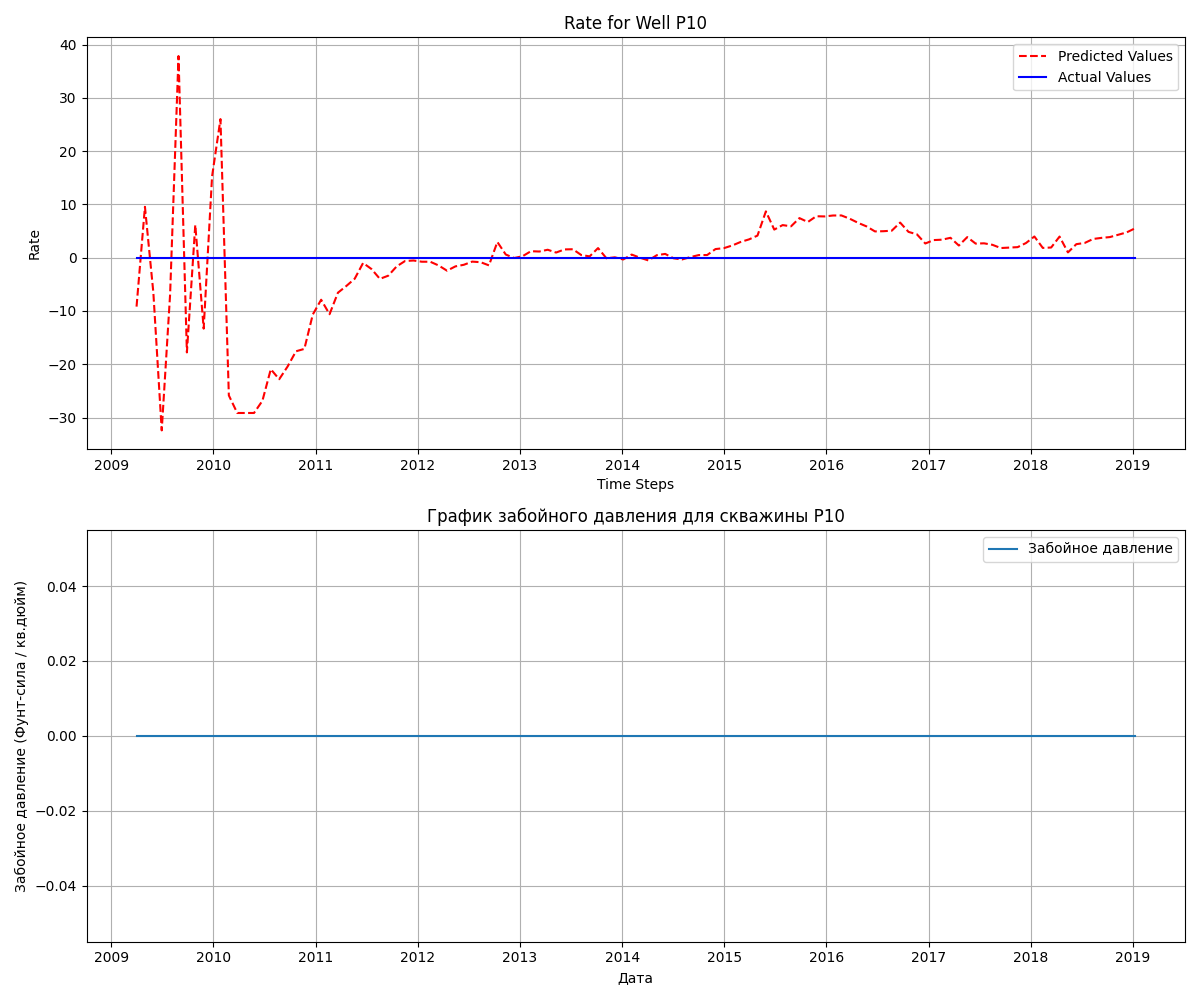 Rate for Well P10
40
30
20
10
0
−10
−20
−30
Rate
Predicted Values
Actual Values
2009 2010 2011 2012 2013 2014 2015 2016 2017 2018 2019
Time Steps
График забойного давления для скважины P10
0.04
0.02
0.00
−0.02
−0.04
Забойное давление (Фунт-сила / кв.дюйм)
Забойное давление
2009 2010 2011 2012 2013 2014 2015 2016 2017 2018 2019
Дата